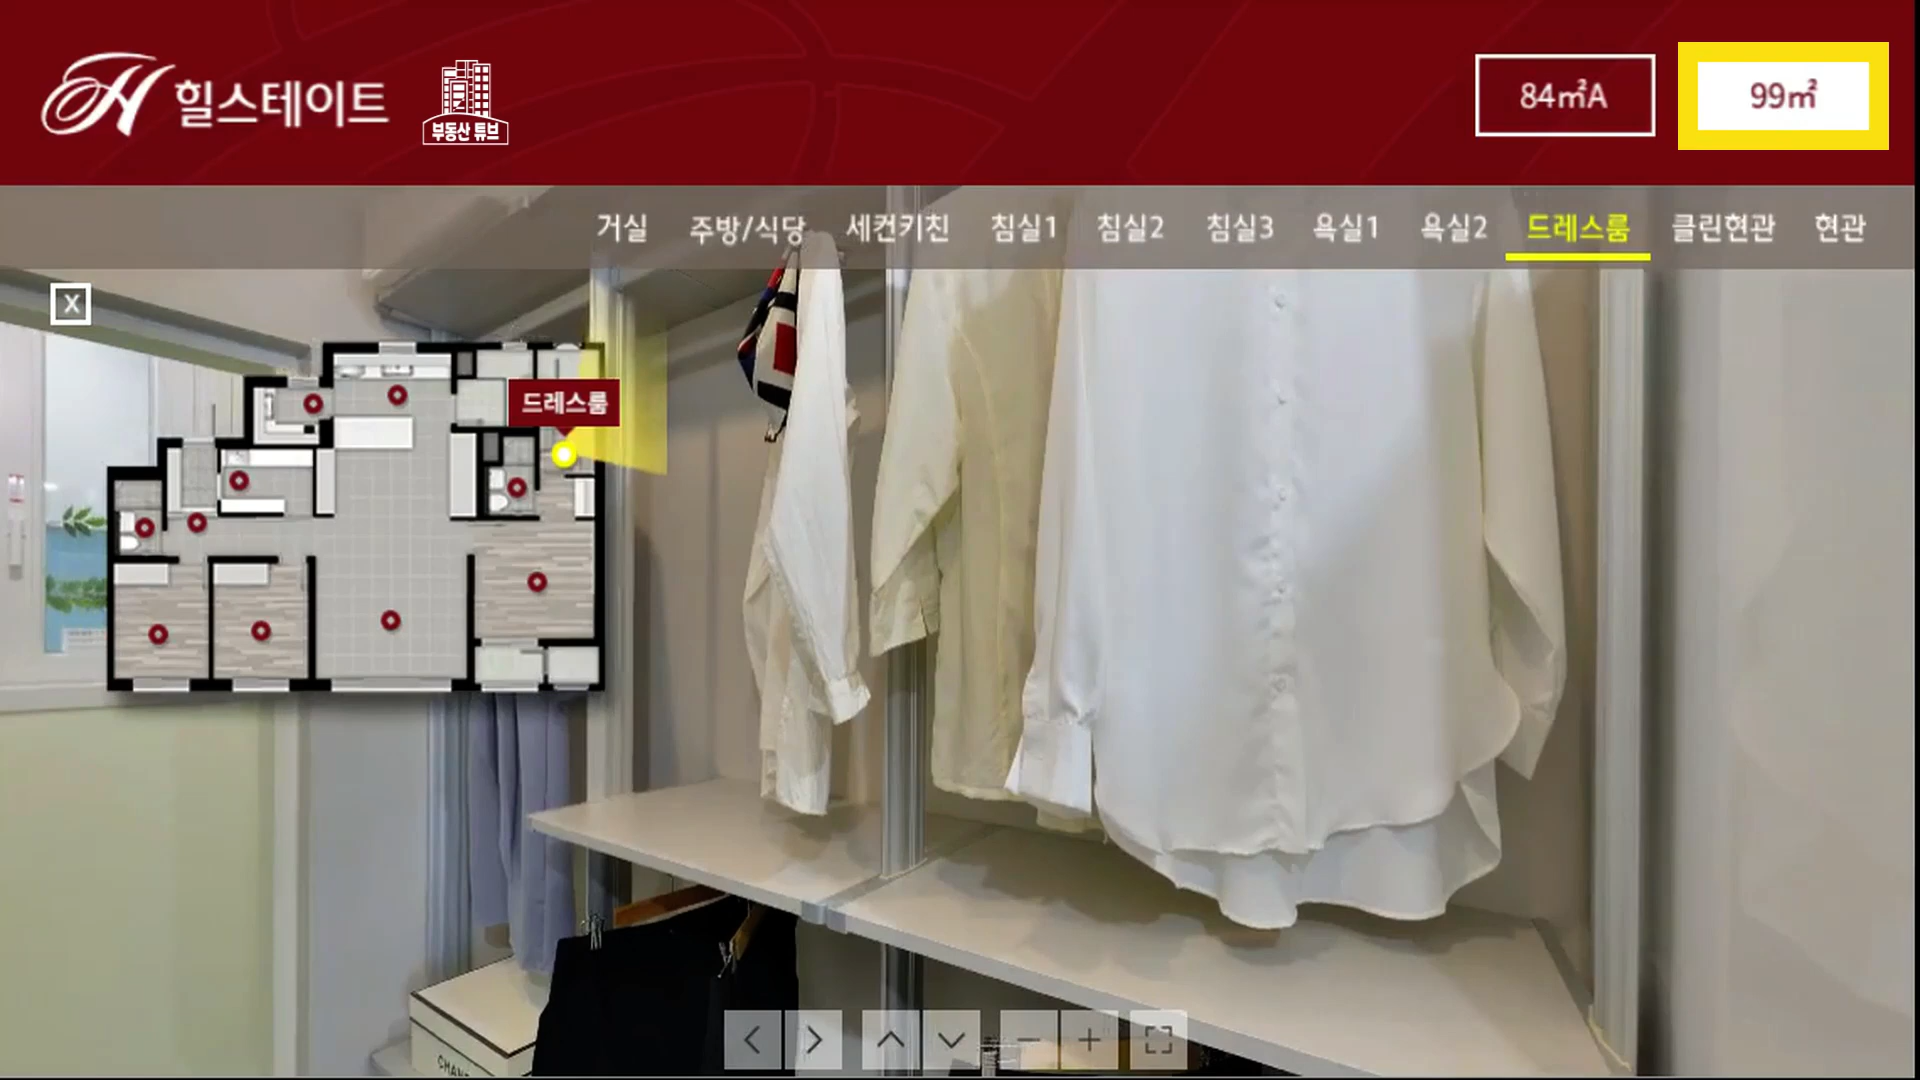 힐스테이트
부동산 튜브
84㎡A
99㎡
거실 주방/식당 세컨키친 침실1 침실2 침실3 욕실1 욕실2 드레스룸 클린현관 현관
X
드레스룸
CHAN